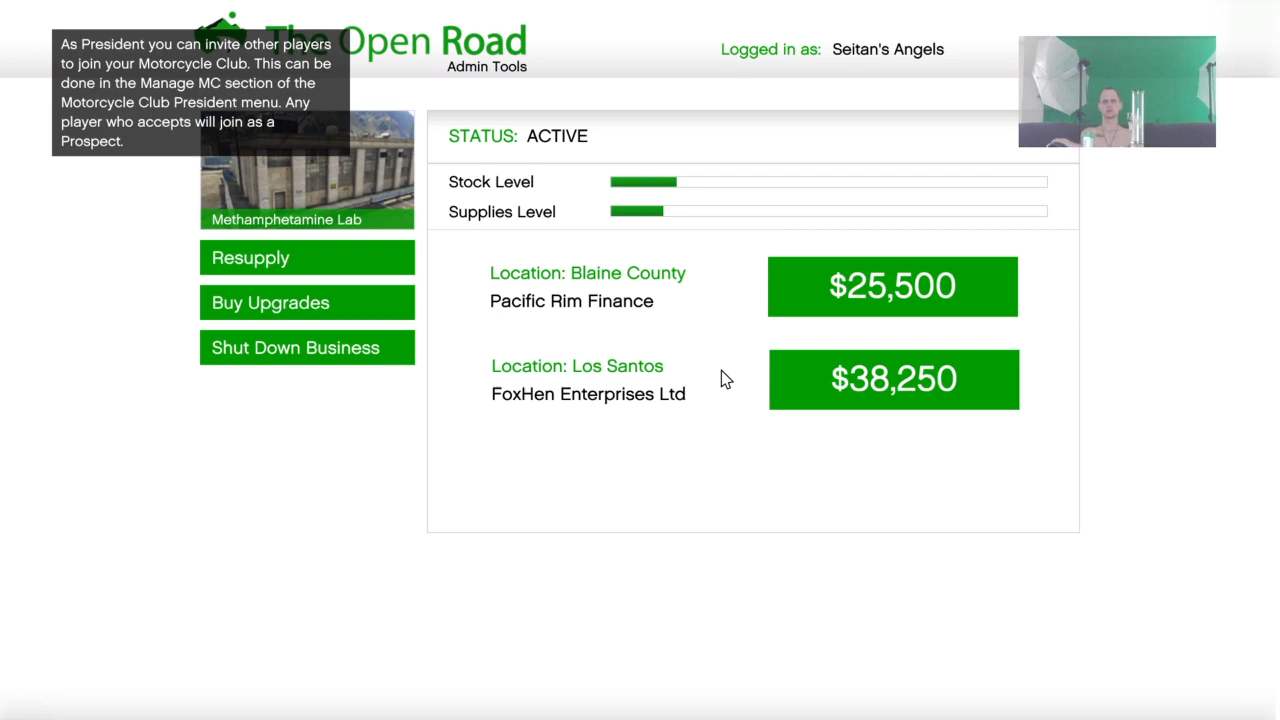 As President you can invite other players
to join your Motorcycle Club. This can be
done in the Manage MC section of the
Motorcycle Club President menu. Any
player who accepts will join as a
Prospect.
The Open Road
Admin Tools
Logged in as: Seitan's Angels
Methamphetamine Lab
Resupply
Buy Upgrades
Shut Down Business
STATUS: ACTIVE
Stock Level
Supplies Level
Location: Blaine County
Pacific Rim Finance
$25,500
Location: Los Santos
FoxHen Enterprises Ltd
$38,250